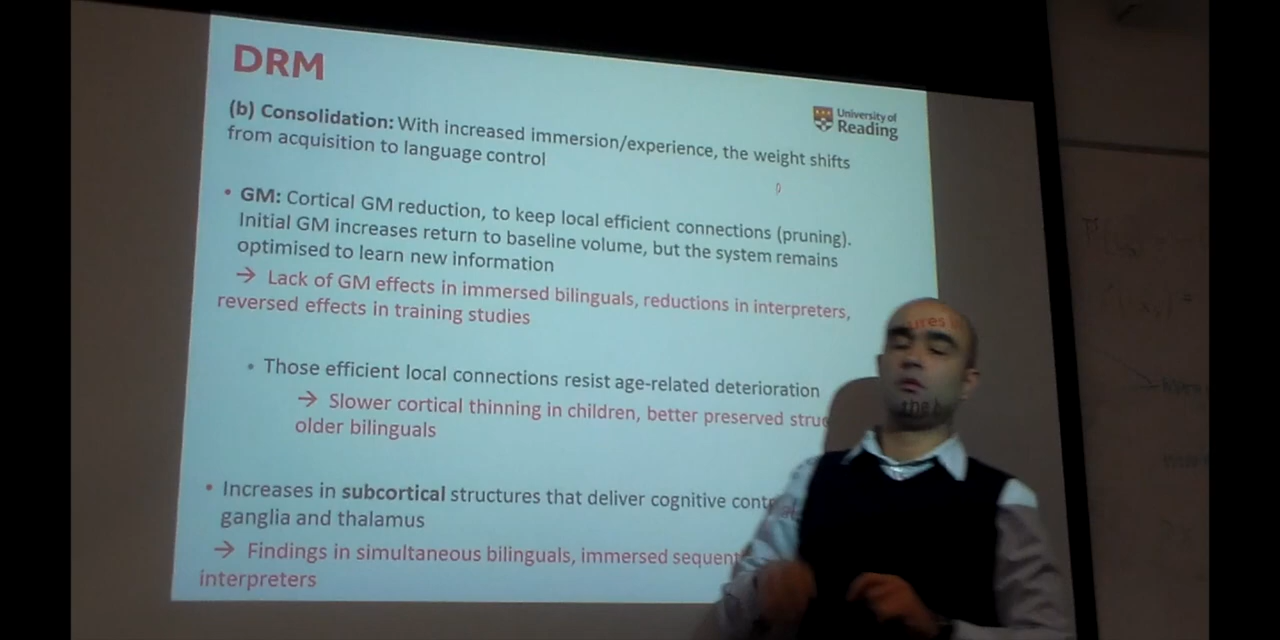 DRM
University of
Reading
(b) Consolidation: With increased immersion/experience, the weight shifts
from acquisition to language control
• GM: Cortical GM reduction, to keep local efficient connections (pruning).
Initial GM increases return to baseline volume, but the system remains
optimised to learn new information
→ Lack of GM effects in immersed bilinguals, reductions in interpreters,
reversed effects in training studies
• Those efficient local connections resist age-related deterioration
→ Slower cortical thinning in children, better preserved struc ures
older bilinguals the
• Increases in subcortical structures that deliver cognitive cont
ganglia and thalamus
→ Findings in simultaneous bilinguals, immersed sequent
interpreters